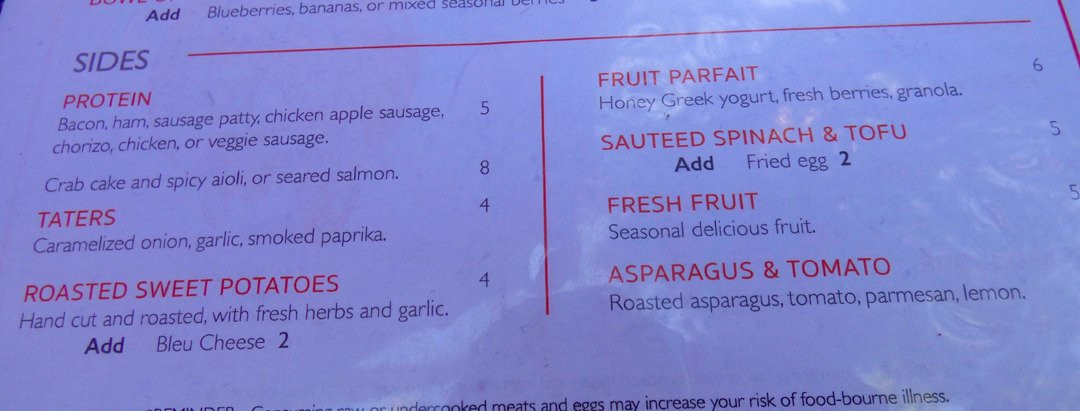 Add Blueberries, bananas, or mixed seasonal berries
SIDES
PROTEIN
Bacon, ham, sausage patty, chicken apple sausage, 5
chorizo, chicken, or veggie sausage.
Crab cake and spicy aioli, or seared salmon. 8
TATERS 4
Caramelized onion, garlic, smoked paprika.
ROASTED SWEET POTATOES 4
Hand cut and roasted, with fresh herbs and garlic.
Add Bleu Cheese 2
FRUIT PARFAIT 6
Honey Greek yogurt, fresh berries, granola.
SAUTEED SPINACH & TOFU 5
Add Fried egg 2
FRESH FRUIT 5
Seasonal delicious fruit.
ASPARAGUS & TOMATO
Roasted asparagus, tomato, parmesan, lemon.
Consuming raw or undercooked meats and eggs may increase your risk of food-bourne illness.